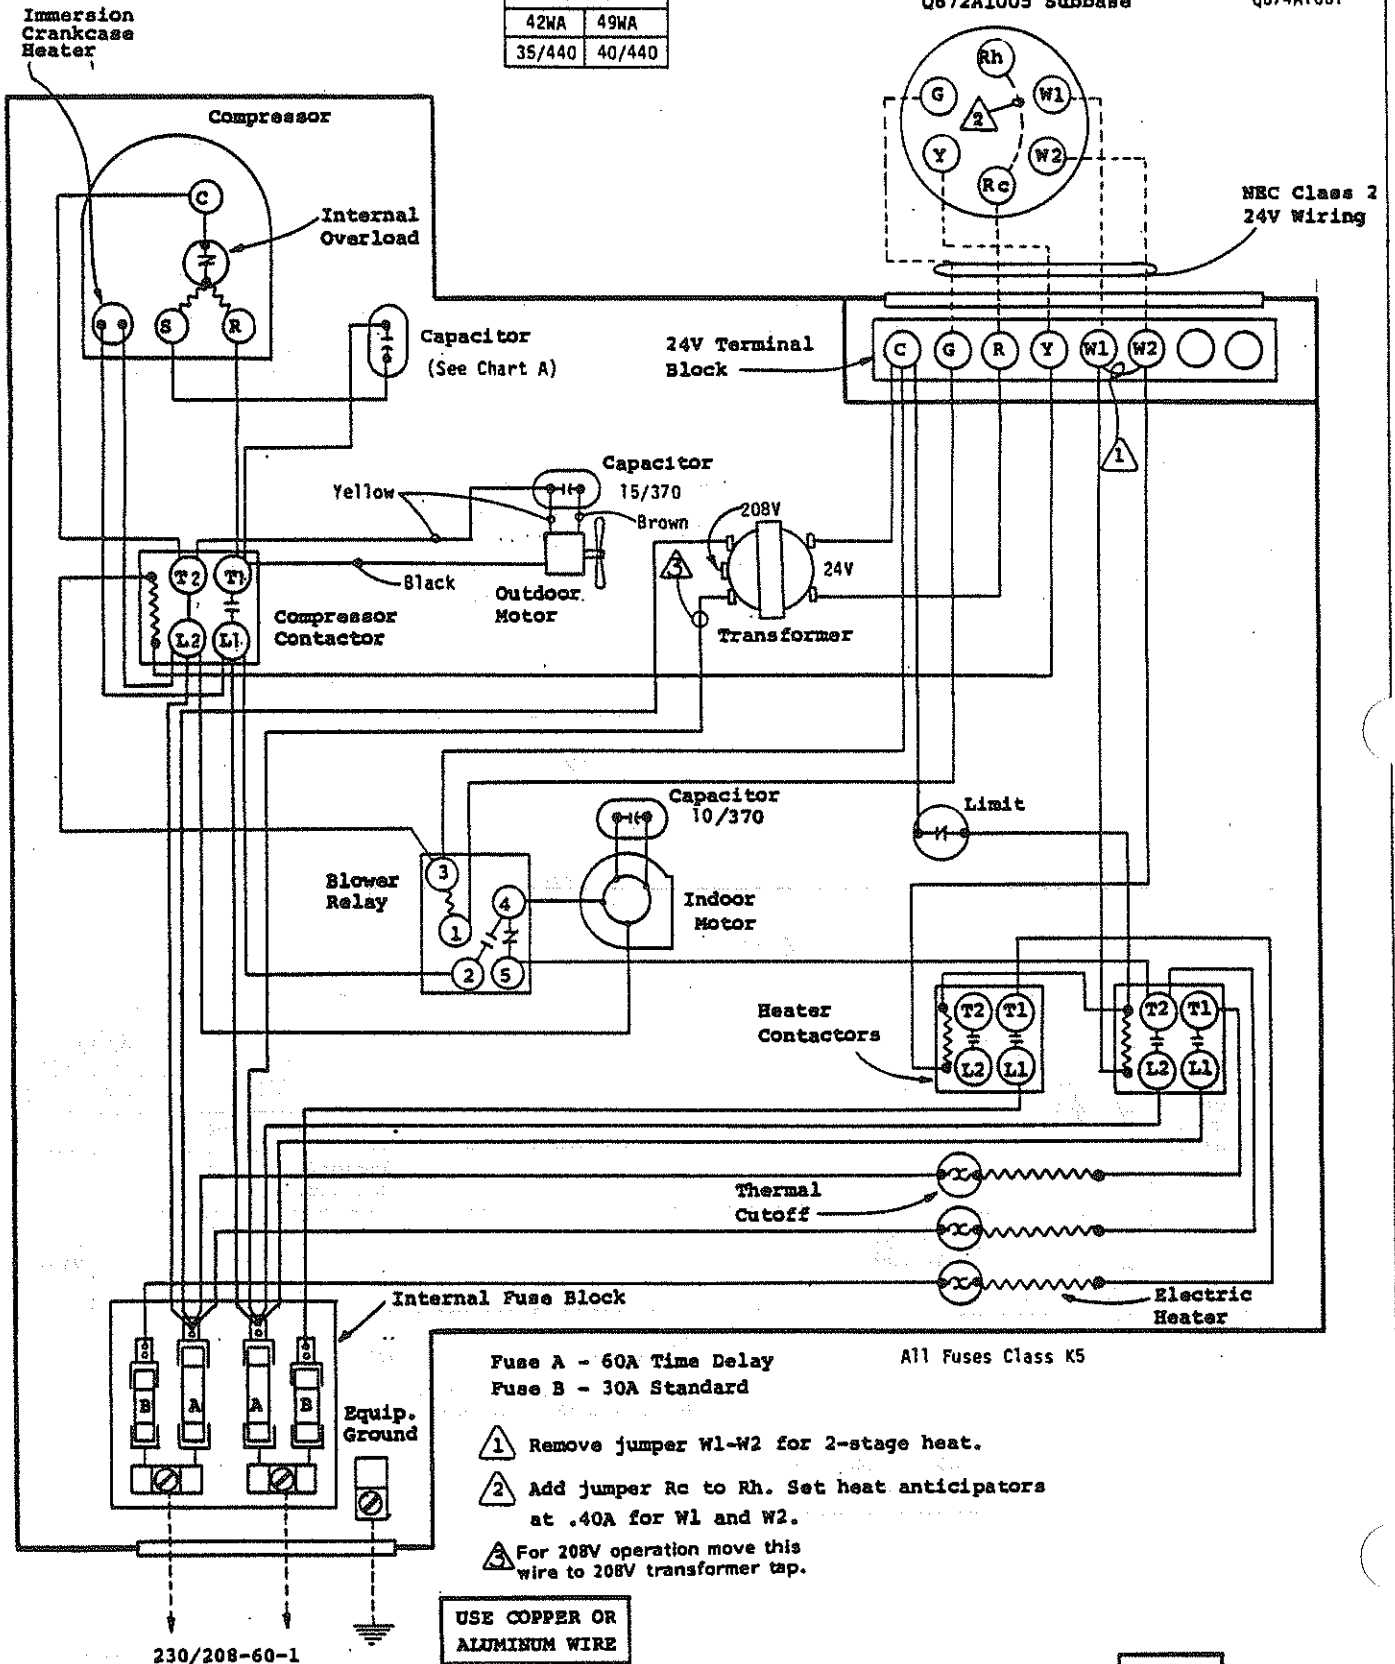 Q672A1005 Subbase
Immersion
Crankcase
Heater
42WA 49WA
35/440 40/440
Compressor
Rh
G
W1
2
Y
W2
Rc
NEC Class 2
24V Wiring
C
Internal
Overload
S R
Capacitor
(See Chart A)
24V Terminal
Block
C G R Y W1 W2
1
Capacitor
15/370
Yellow
Brown
208V
3
24V
Black
Outdoor
Motor
Transformer
T2 T1
L2 L1
Compressor
Contactor
Capacitor
10/370
Limit
Blower
Relay
3
4
1
2 5
Indoor
Motor
Heater
Contactors
T2 T1
L2 L1
T2 T1
L2 L1
Thermal
Cutoff
Electric
Heater
Internal Fuse Block
B A A B
Equip.
Ground
Fuse A - 60A Time Delay
Fuse B - 30A Standard
All Fuses Class K5
1 Remove jumper W1-W2 for 2-stage heat.
2 Add jumper Rc to Rh. Set heat anticipators
at .40A for W1 and W2.
3 For 208V operation move this
wire to 208V transformer tap.
USE COPPER OR
ALUMINUM WIRE
230/208-60-1